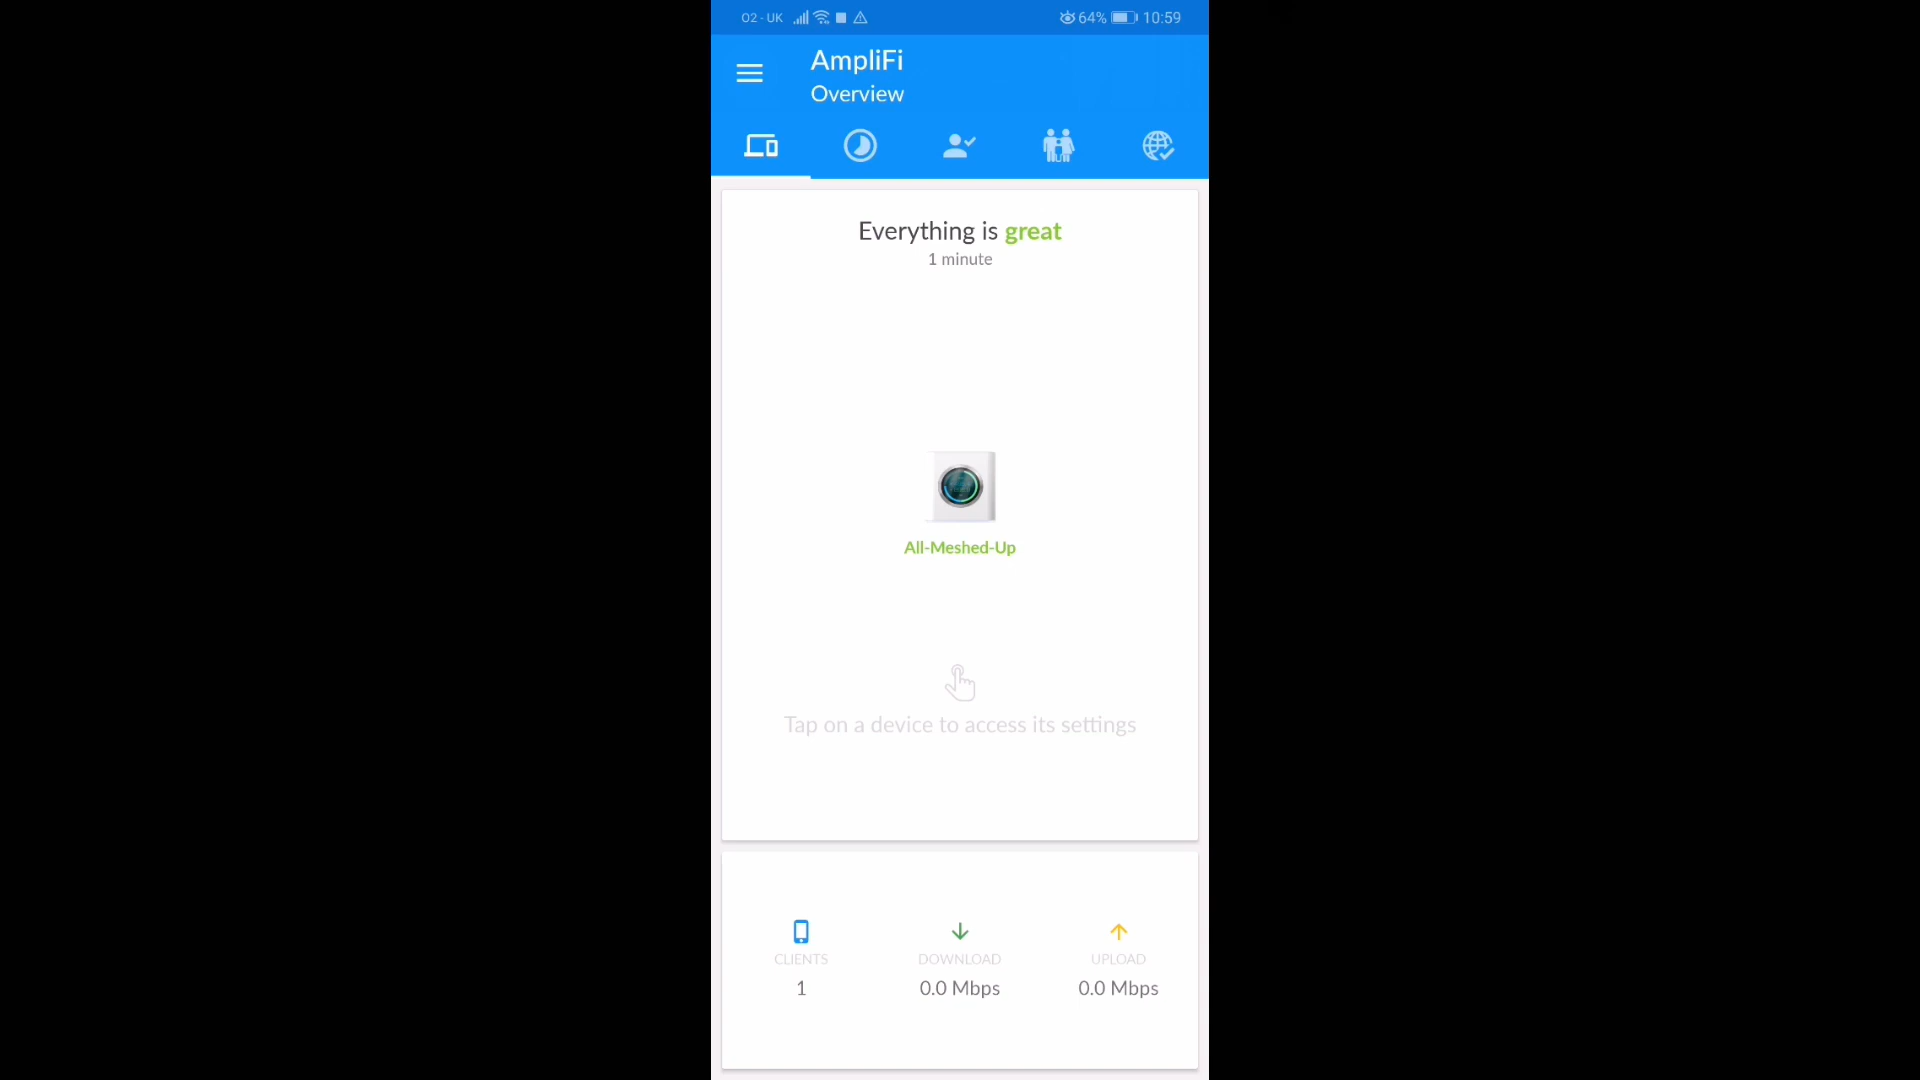 O2 - UK 64% 10:59
AmpliFi
Overview
Everything is great
1 minute
All-Meshed-Up
Tap on a device to access its settings
CLIENTS DOWNLOAD UPLOAD
1 0.0 Mbps 0.0 Mbps